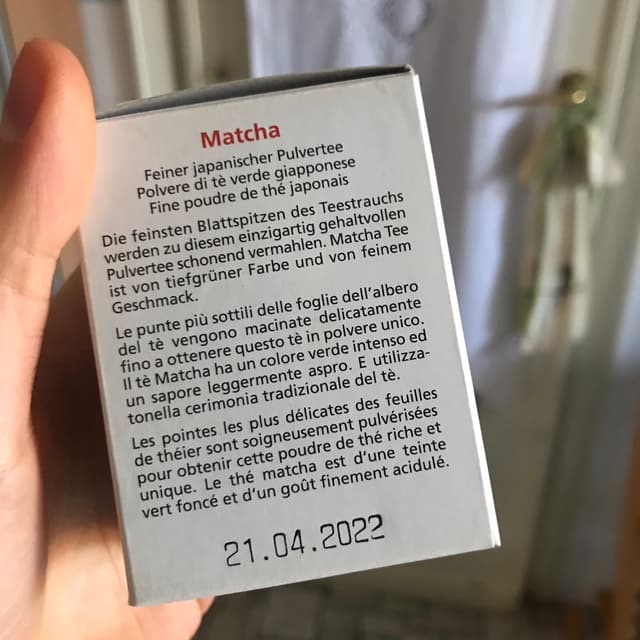 Matcha
Feiner japanischer Pulvertee
Polvere di tè verde giapponese
Fine poudre de thé japonais
Die feinsten Blattspitzen des Teestrauchs
werden zu diesem einzigartig gehaltvollen
Pulvertee schonend vermahlen. Matcha Tee
ist von tiefgrüner Farbe und von feinem
Geschmack.
Le punte più sottili delle foglie dell'albero
del tè vengono macinate delicatamente
fino a ottenere questo tè in polvere unico.
Il tè Matcha ha un colore verde intenso ed
un sapore leggermente aspro. E utilizza-
tonella cerimonia tradizionale del tè.
Les pointes les plus délicates des feuilles
de théier sont soigneusement pulvérisées
pour obtenir cette poudre de thé riche et
unique. Le thé matcha est d'une teinte
vert foncé et d'un goût finement acidulé.
21.04.2022